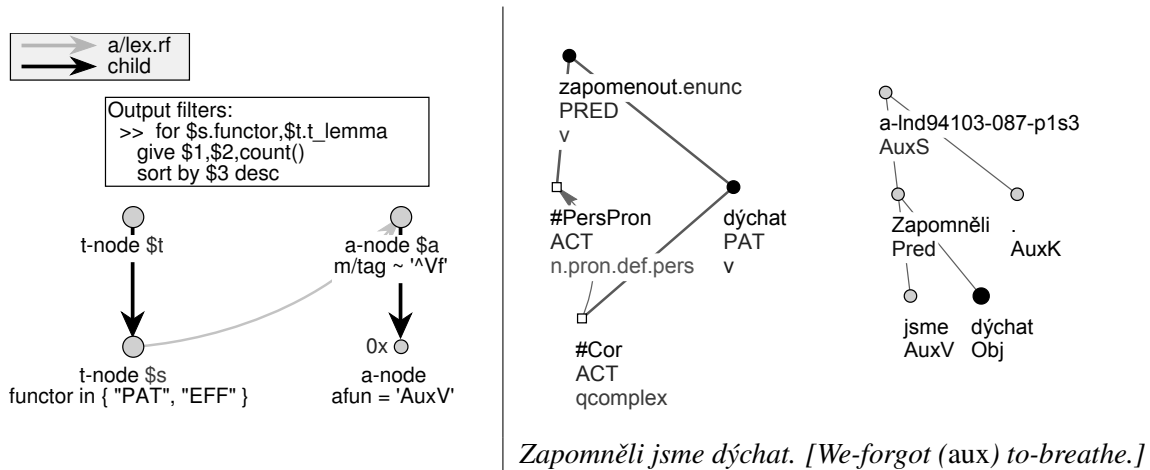 a/lex.rf
child
Output filters:
>> for $s.functor,$t.t_lemma
give $1,$2,count()
sort by $3 desc
t-node $t
a-node $a
m/tag ~ '^Vf'
0x
t-node $s
functor in { "PAT", "EFF" }
a-node
afun = 'AuxV'
zapomenout.enunc
PRED
v
#PersPron
ACT
n.pron.def.pers
dýchat
PAT
v
#Cor
ACT
qcomplex
a-lnd94103-087-p1s3
AuxS
Zapomněli
Pred
.
AuxK
jsme
AuxV
dýchat
Obj
Zapomněli jsme dýchat. [We-forgot (aux) to-breathe.]